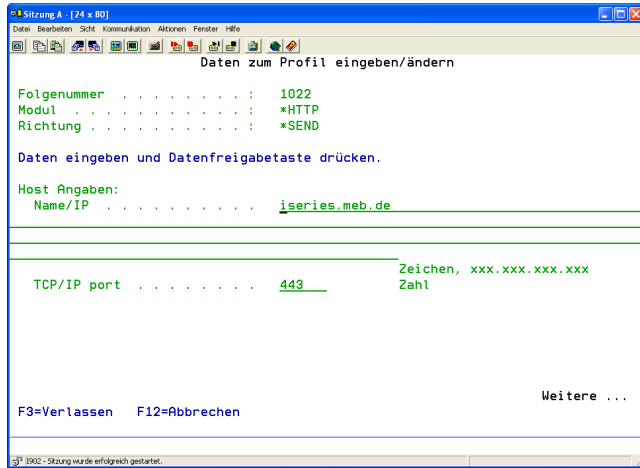 Sitzung A - [24 x 80]
Datei Bearbeiten Sicht Kommunikation Aktionen Fenster Hilfe
Daten zum Profil eingeben/ändern
Folgenummer . . . . . . . . : 1022
Modul . . . . . . . . . . . : *HTTP
Richtung . . . . . . . . . : *SEND
Daten eingeben und Datenfreigabetaste drücken.
Host Angaben:
Name/IP . . . . . . . . . . iseries.meb.de
Zeichen, xxx.xxx.xxx.xxx
TCP/IP port . . . . . . . . 443 Zahl
Weitere ...
F3=Verlassen F12=Abbrechen
I902 - Sitzung wurde erfolgreich gestartet.